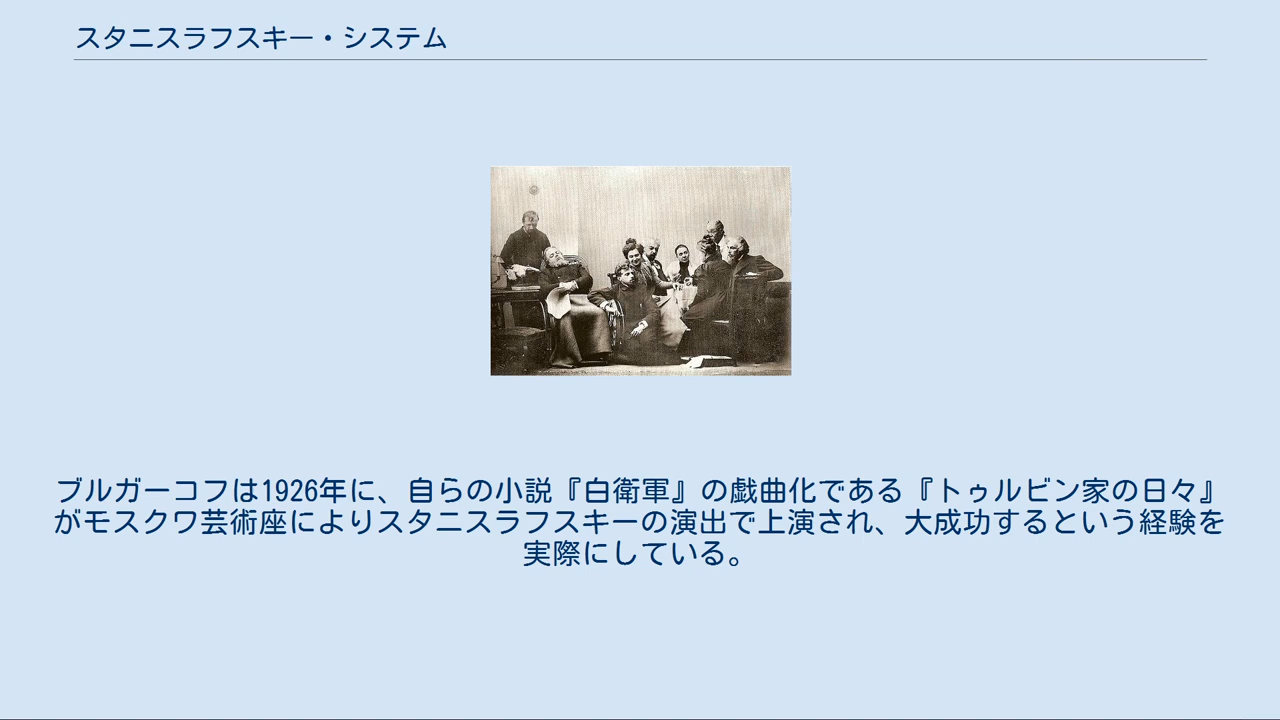 スタニスラフスキー・システム
ブルガーコフは1926年に、自らの小説『白衛軍』の戯曲化である『トゥルビン家の日々』
がモスクワ芸術座によりスタニスラフスキーの演出で上演され、大成功するという経験を
実際にしている。